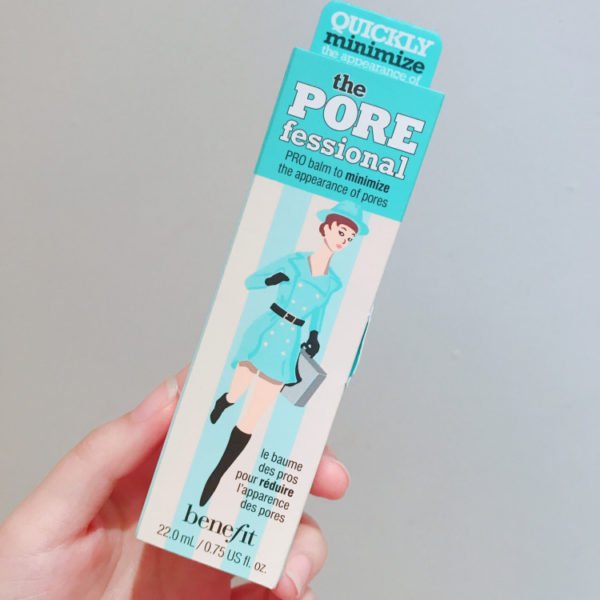 QUICKLY
minimize
the appearance of
the
PORE
fessional
PRO balm to minimize
the appearance of pores
le baume
des pros
pour réduire
l'apparence
des pores
benefit
22.0 mL / 0.75 US fl. oz.